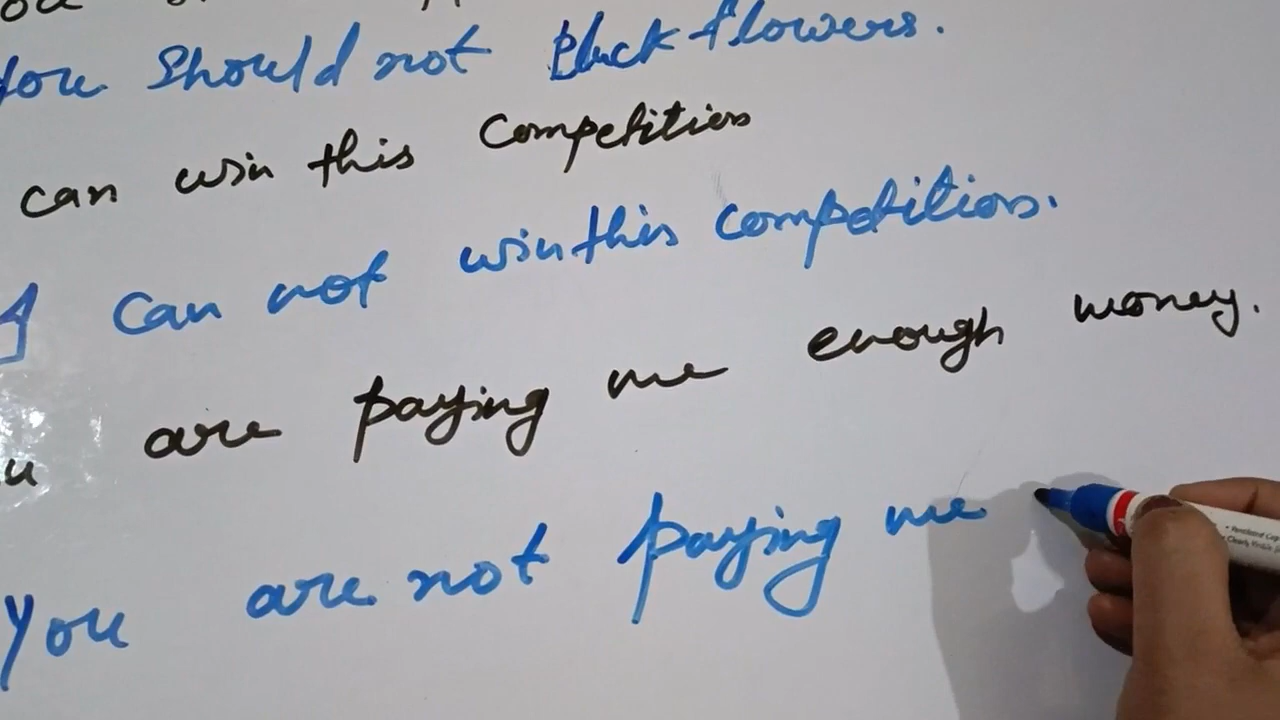 You Should not Pluck flowers.
can win this Competition
I can not win this competition.
u are paying me enough money.
You are not paying me